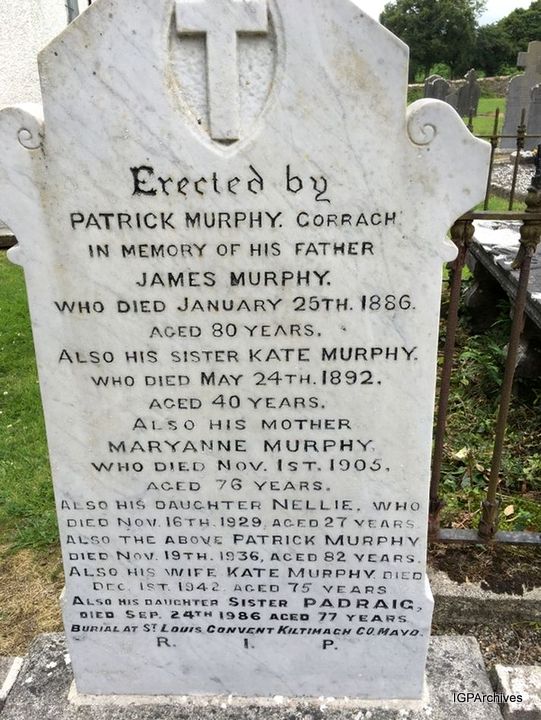 Erected by
PATRICK MURPHY. CORRACH
IN MEMORY OF HIS FATHER
JAMES MURPHY.
WHO DIED JANUARY 25TH. 1886.
AGED 80 YEARS.
ALSO HIS SISTER KATE MURPHY.
WHO DIED MAY 24TH. 1892.
AGED 40 YEARS.
ALSO HIS MOTHER
MARYANNE MURPHY.
WHO DIED NOV. 1ST. 1905,
AGED 76 YEARS.
ALSO HIS DAUGHTER NELLIE, WHO
DIED NOV. 16TH. 1929, AGED 27 YEARS.
ALSO THE ABOVE PATRICK MURPHY
DIED NOV. 19TH. 1936, AGED 82 YEARS.
ALSO HIS WIFE KATE MURPHY DIED
DEC. 1ST. 1942. AGED 75 YEARS
ALSO HIS DAUGHTER SISTER PADRAIG,
DIED SEP. 24TH 1986 AGED 77 YEARS.
BURIAL AT ST. LOUIS CONVENT KILTIMAGH CO. MAYO.
R. I. P.
IGPArchives